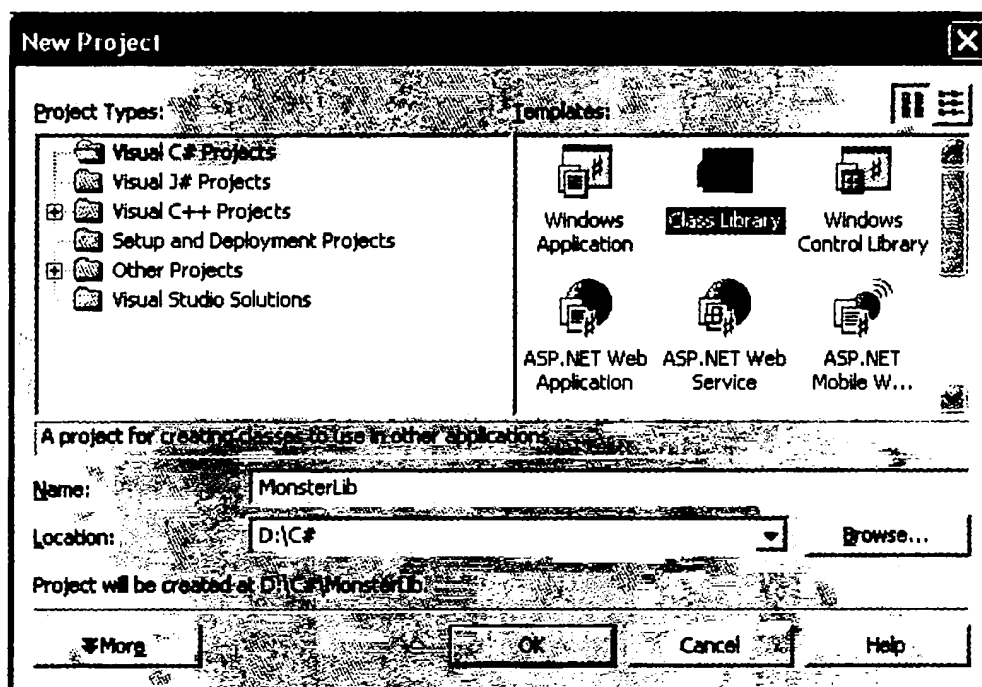 New Project
Project Types:
Templates:
Visual C# Projects
Visual J# Projects
Visual C++ Projects
Setup and Deployment Projects
Other Projects
Visual Studio Solutions
Windows Application
Class Library
Windows Control Library
ASP.NET Web Application
ASP.NET Web Service
ASP.NET Mobile W...
A project for creating classes to use in other applications
Name:
MonsterLib
Location:
D:\C#
Browse...
Project will be created at D:\C#\MonsterLib.
More
OK
Cancel
Help